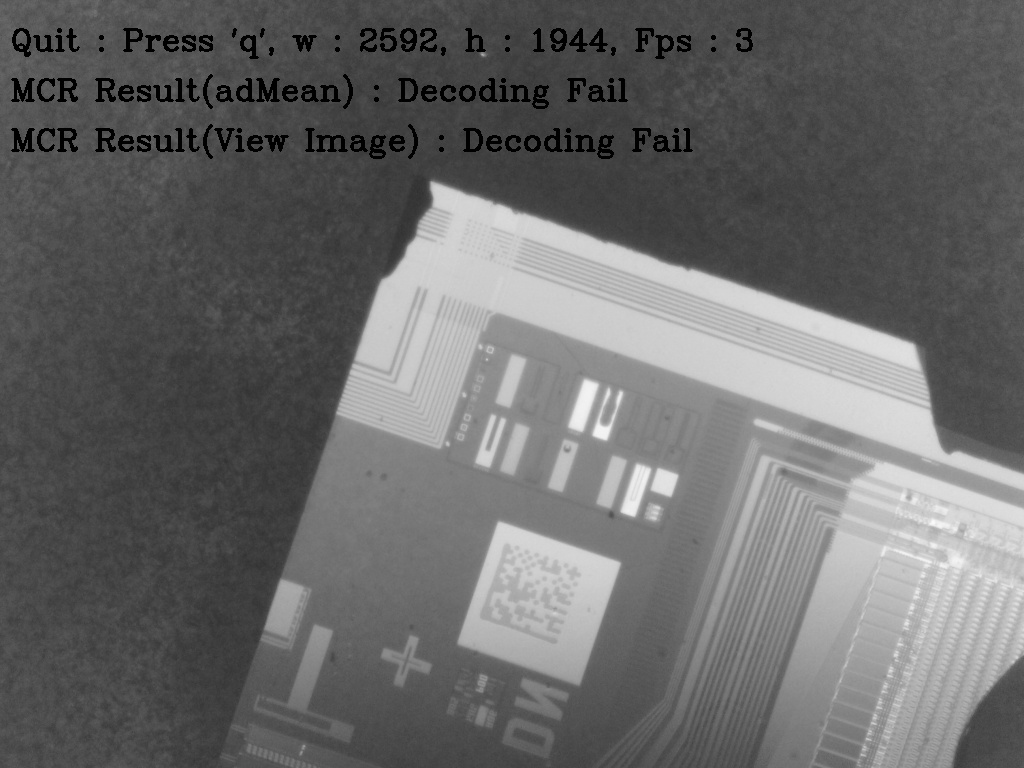 Quit : Press 'q', w : 2592, h : 1944, Fps : 3
MCR Result(adMean) : Decoding Fail
MCR Result(View Image) : Decoding Fail